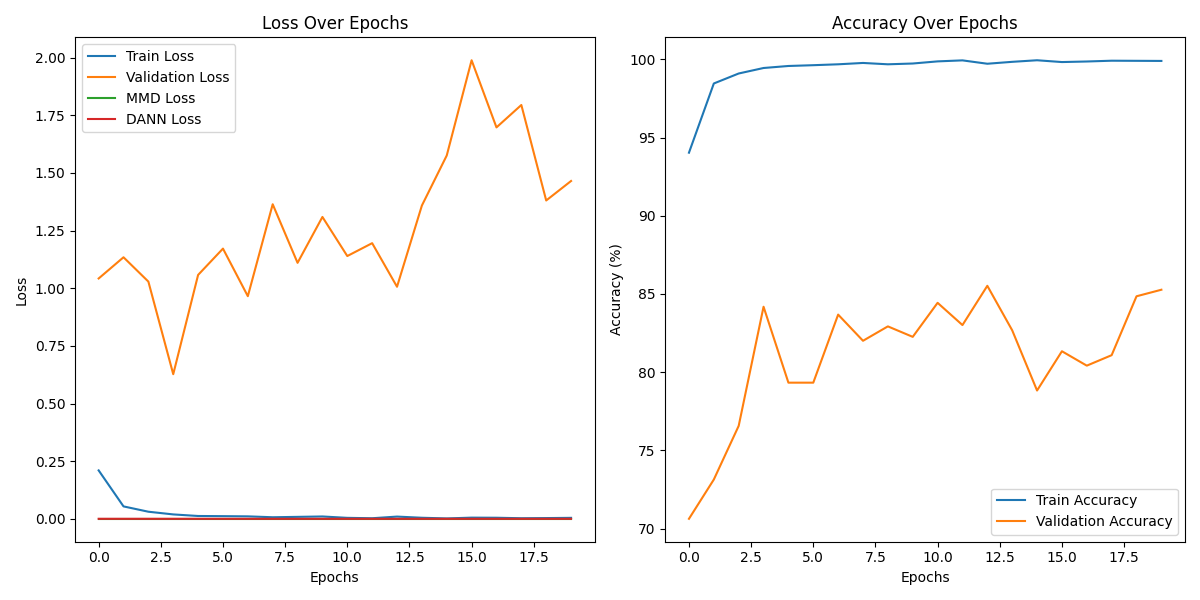 Loss Over Epochs
Train Loss
Validation Loss
MMD Loss
DANN Loss
2.00
1.75
1.50
1.25
1.00
0.75
0.50
0.25
0.00
Loss
0.0 2.5 5.0 7.5 10.0 12.5 15.0 17.5
Epochs
Accuracy Over Epochs
100
95
90
85
80
75
70
Accuracy (%)
Train Accuracy
Validation Accuracy
0.0 2.5 5.0 7.5 10.0 12.5 15.0 17.5
Epochs